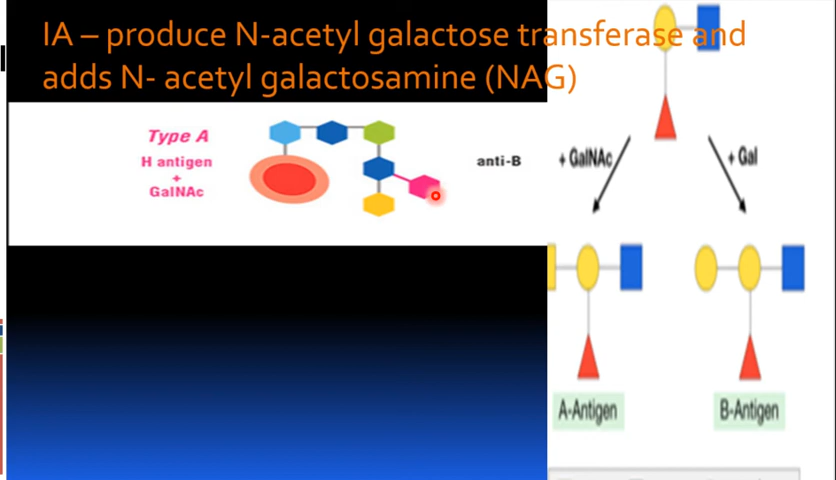 IA – produce N-acetyl galactose transferase and
adds N- acetyl galactosamine (NAG)
Type A
H antigen
+
GalNAc
anti-B
+ GalNAc
+ Gal
A-Antigen
B-Antigen